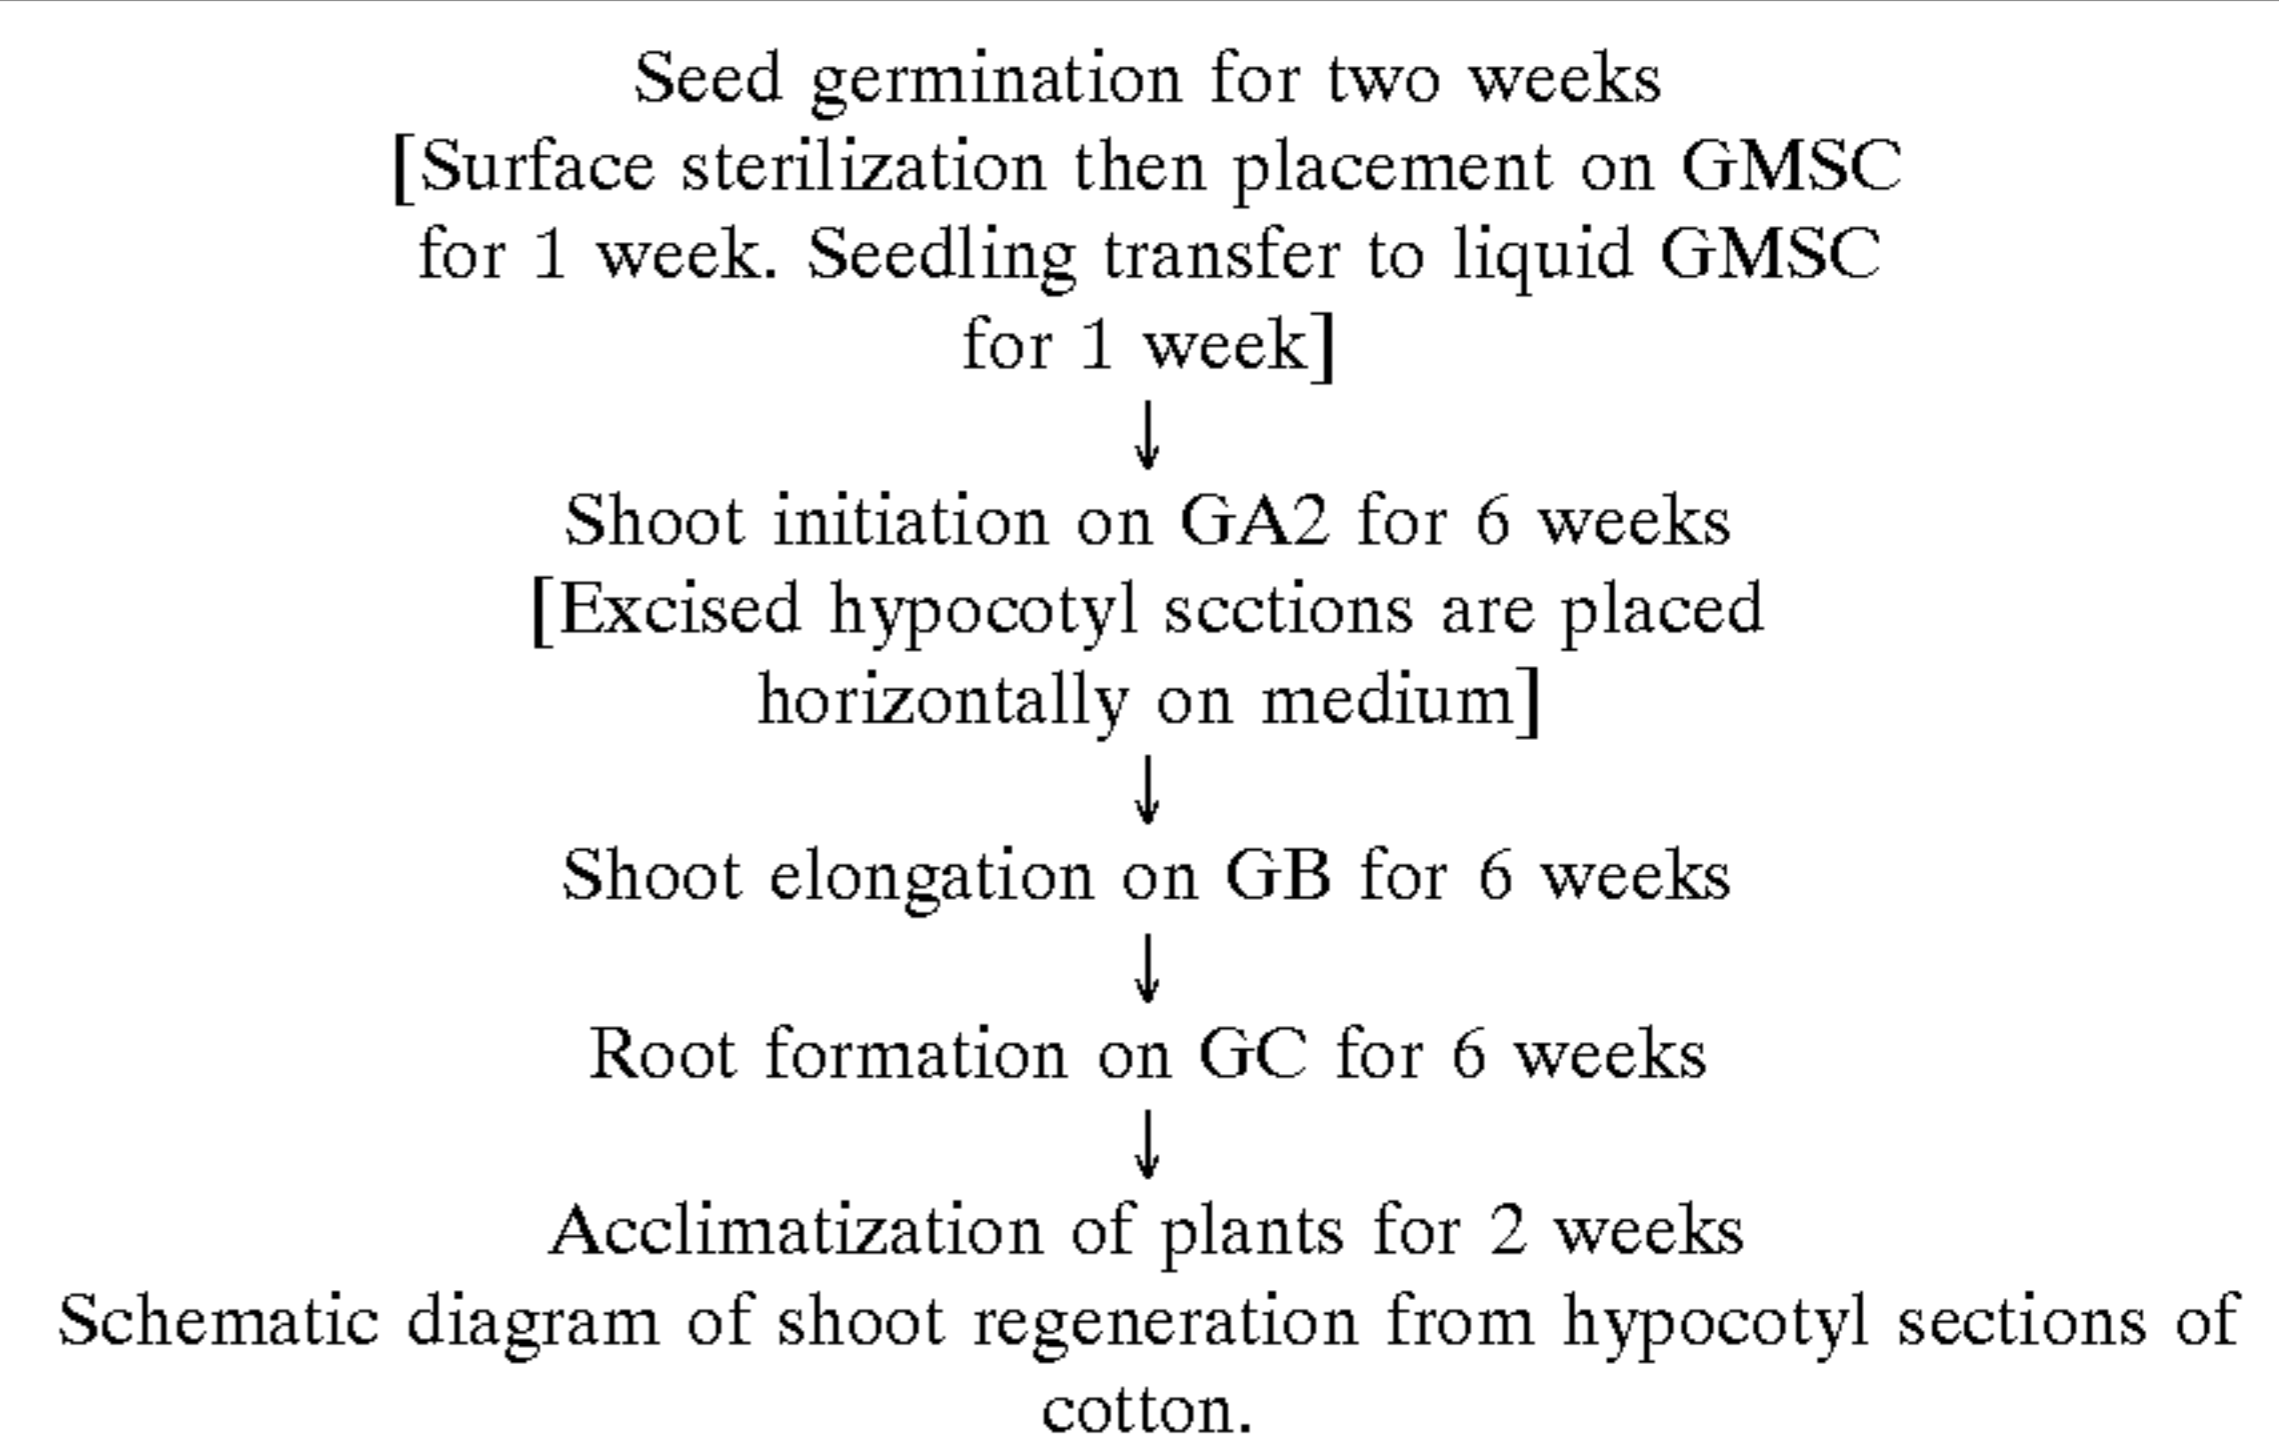 Seed germination for two weeks
[Surface sterilization then placement on GMSC
for 1 week. Seedling transfer to liquid GMSC
for 1 week]
↓
Shoot initiation on GA2 for 6 weeks
[Excised hypocotyl scctions are placed
horizontally on medium]
↓
Shoot elongation on GB for 6 weeks
↓
Root formation on GC for 6 weeks
↓
Acclimatization of plants for 2 weeks
Schematic diagram of shoot regeneration from hypocotyl sections of
cotton.